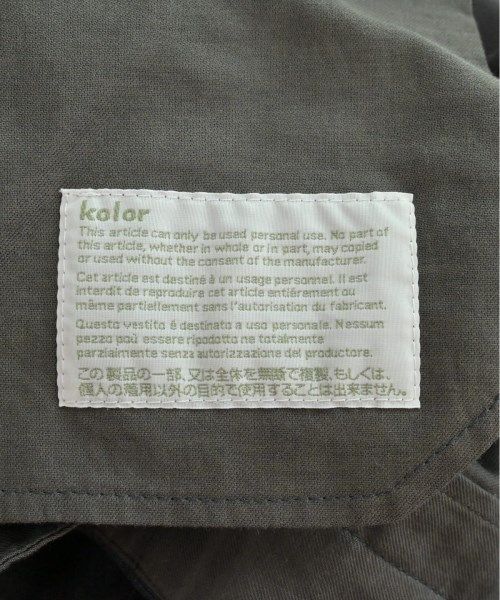 kolor
This article can only be used personal use. No part of
this article, whether in whole or in part, may copied
or used without the consent of the manufacturer.
Cet article est destiné à un usage personnel. Il est
interdit de reproduire cet article entiérement ou
même partiellement sans l'autorisation du fabricant.
Questo vestito é destinato a uso personale. Nessum
pezzo poú essere ripodotto ne totalmente
parzialmente senza autorizzazione del productore.
この製品の一部、又は全体を無断で複製、もしくは、
個人の着用以外の目的で使用することは出来ません。